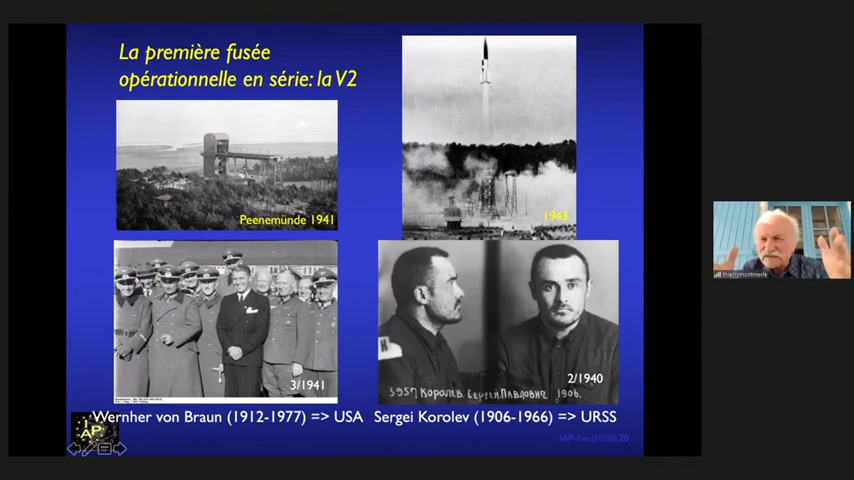 La première fusée
opérationnelle en série: la V2
Peenemünde 1941
1943
3/1941
2/1940
3957 КОРОЛЕВ СЕРГЕЙ ПАВЛОВИЧ 1906.
Wernher von Braun (1912-1977) => USA
Sergei Korolev (1906-1966) => URSS
IAP
20
thierrymontmerle